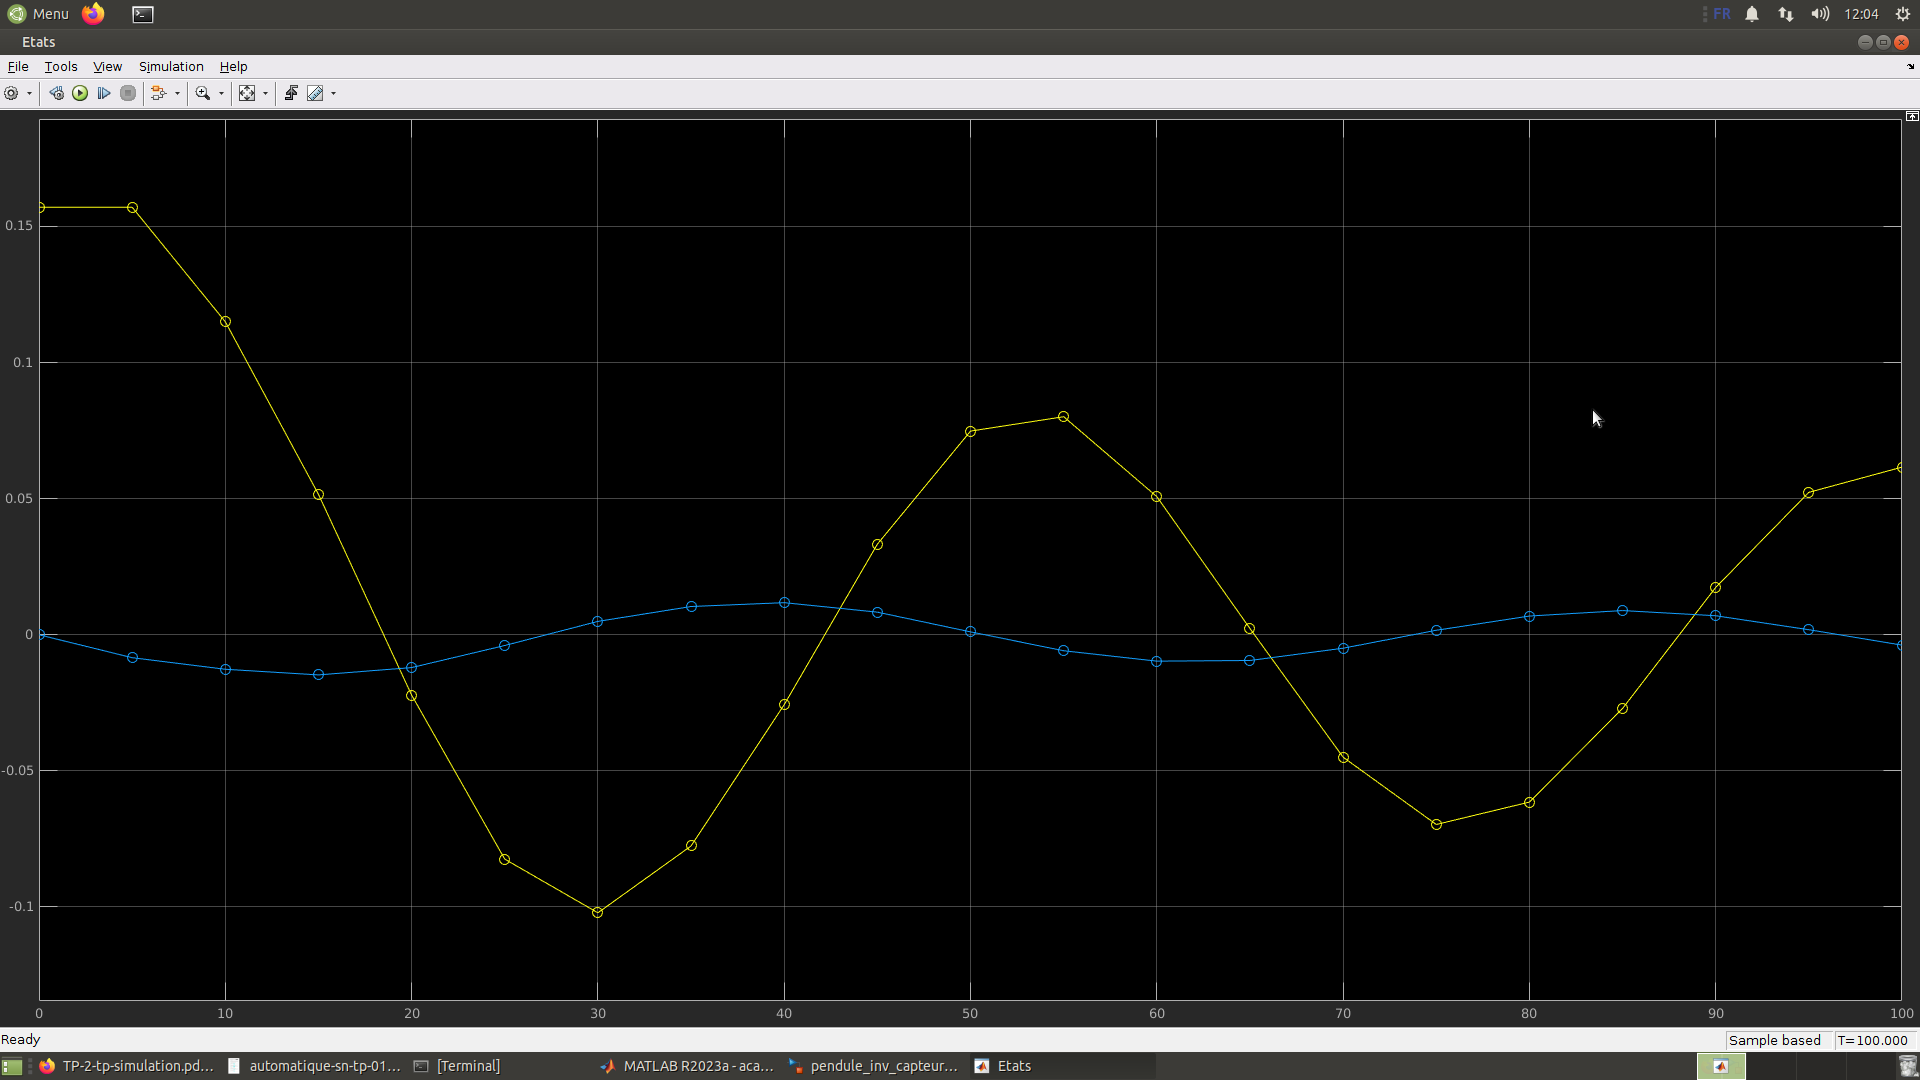 Menu FR 12:04
Etats
File Tools View Simulation Help
0.15
0.1
0.05
0
-0.05
-0.1
0 10 20 30 40 50 60 70 80 90 100
Ready Sample based T=100.000
TP-2-tp-simulation.pd... automatique-sn-tp-01... [Terminal] MATLAB R2023a - aca... pendule_inv_capteur... Etats